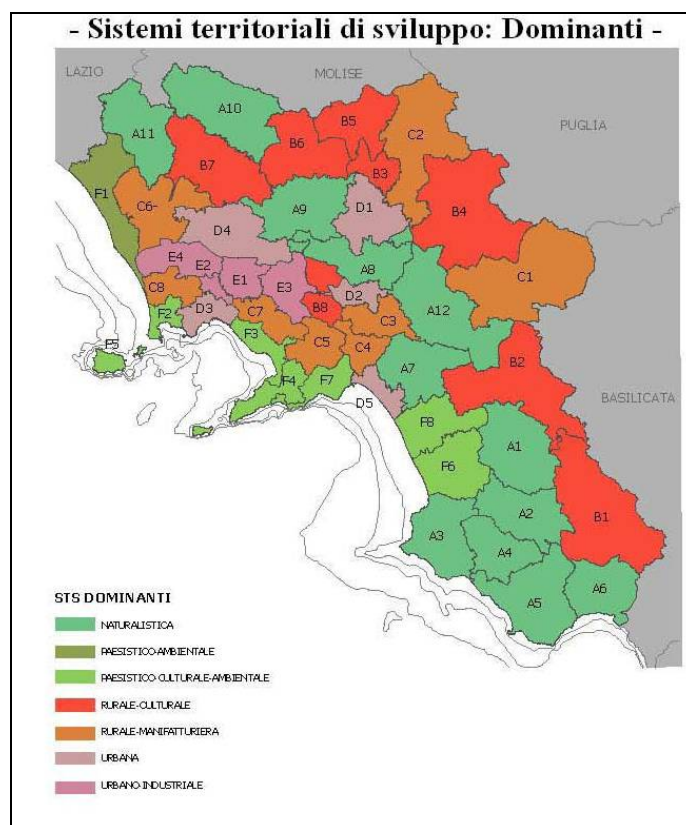 - Sistemi territoriali di sviluppo: Dominanti -
LAZIO
MOLISE
PUGLIA
BASILICATA
A10
A11
B5
C2
B6
B7
B3
F1
C6-
A9
D1
B4
D4
E4
E2
A8
C1
E1
E3
C8
D2
A12
F2
D3
C7
B8
C3
F3
C5
C4
F5
B2
A7
F4
F7
D5
F8
A1
F6
A2
B1
A3
A4
A5
A6
STS DOMINANTI
NATURALISTICA
PAESISTICO-AMBIENTALE
PAESISTICO-CULTURALE-AMBIENTALE
RURALE-CULTURALE
RURALE-MANIFATTURIERA
URBANA
URBANO-INDUSTRIALE